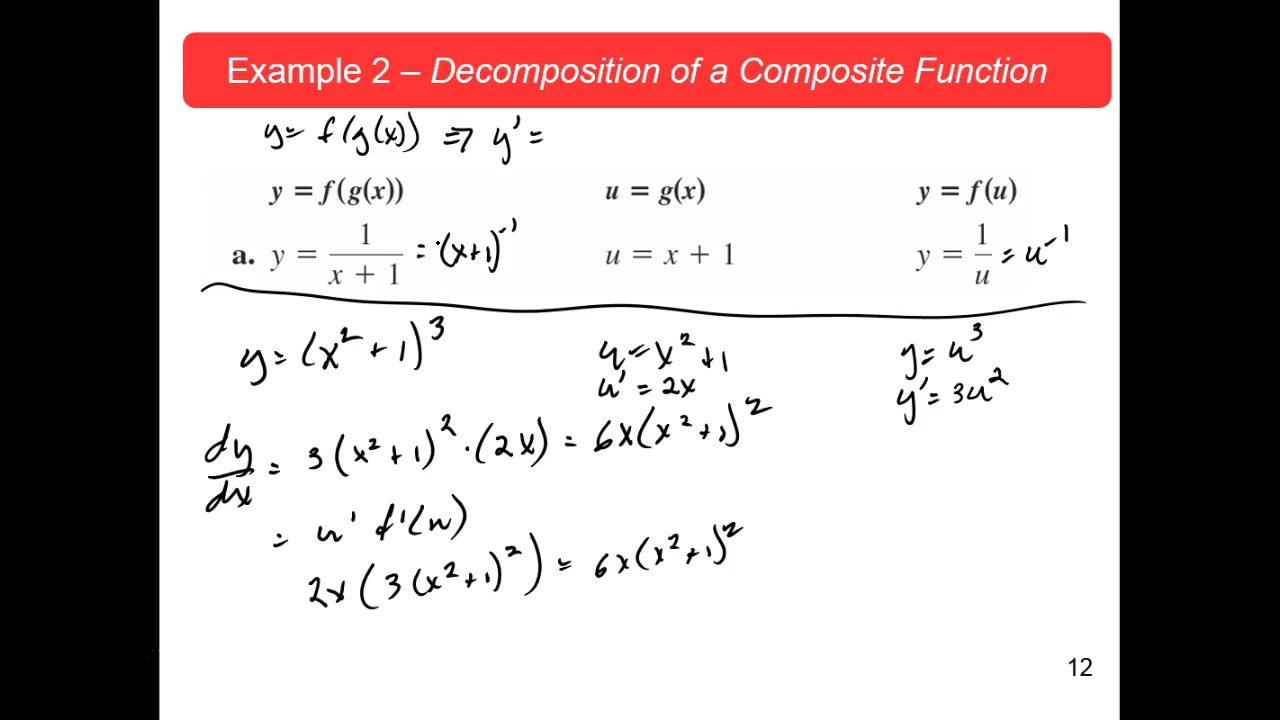 Example 2 – Decomposition of a Composite Function
y = f(g(x)) ⇒ y' =
y = f(g(x)) u = g(x) y = f(u)
a. y = 1/(x + 1) = (x+1)^-1 u = x + 1 y = 1/u = u^-1
y = (x^2 + 1)^3 u = x^2 + 1 y = u^3
u' = 2x y' = 3u^2
dy/dx = 3(x^2 + 1)^2 · (2x) = 6x(x^2 + 1)^2
= u' f'(u)
2x(3(x^2+1)^2) = 6x(x^2+1)^2
12